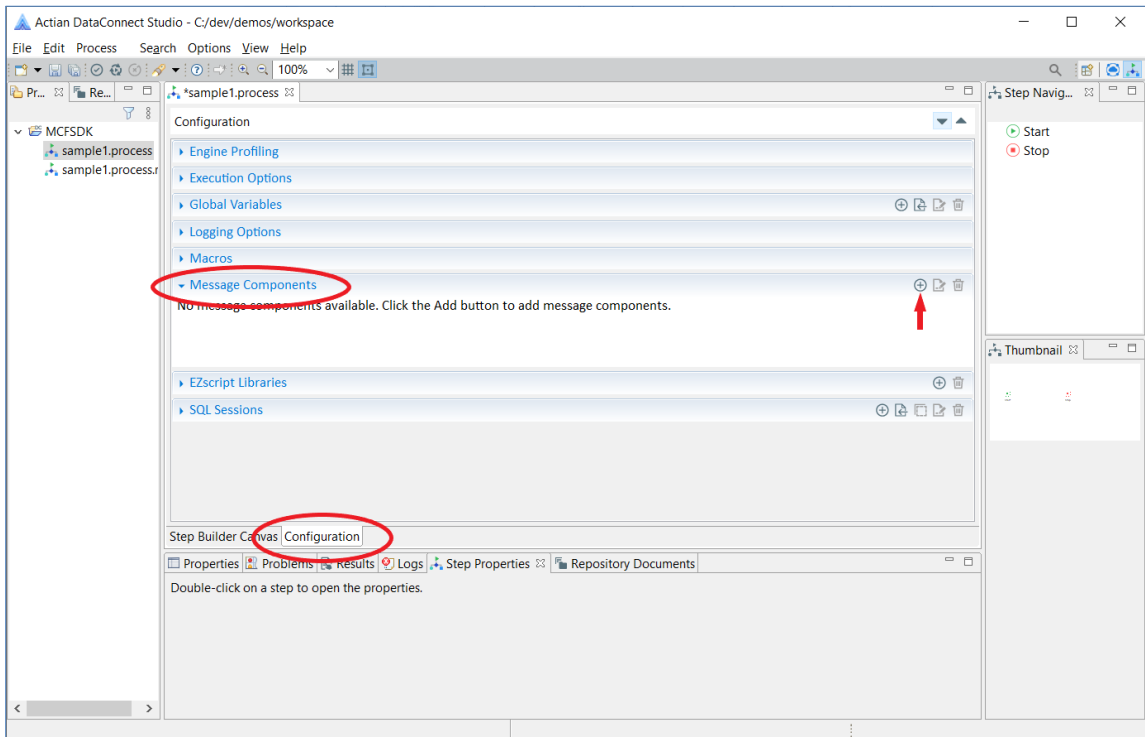 Actian DataConnect Studio - C:/dev/demos/workspace
File Edit Process Search Options View Help
100%
Pr... Re...
*sample1.process
Step Navig...
MCFSDK
sample1.process
sample1.process.r
Configuration
Engine Profiling
Execution Options
Global Variables
Logging Options
Macros
Message Components
No message components available. Click the Add button to add message components.
EZscript Libraries
SQL Sessions
Start
Stop
Thumbnail
Step Builder Canvas Configuration
Properties Problems Results Logs Step Properties Repository Documents
Double-click on a step to open the properties.